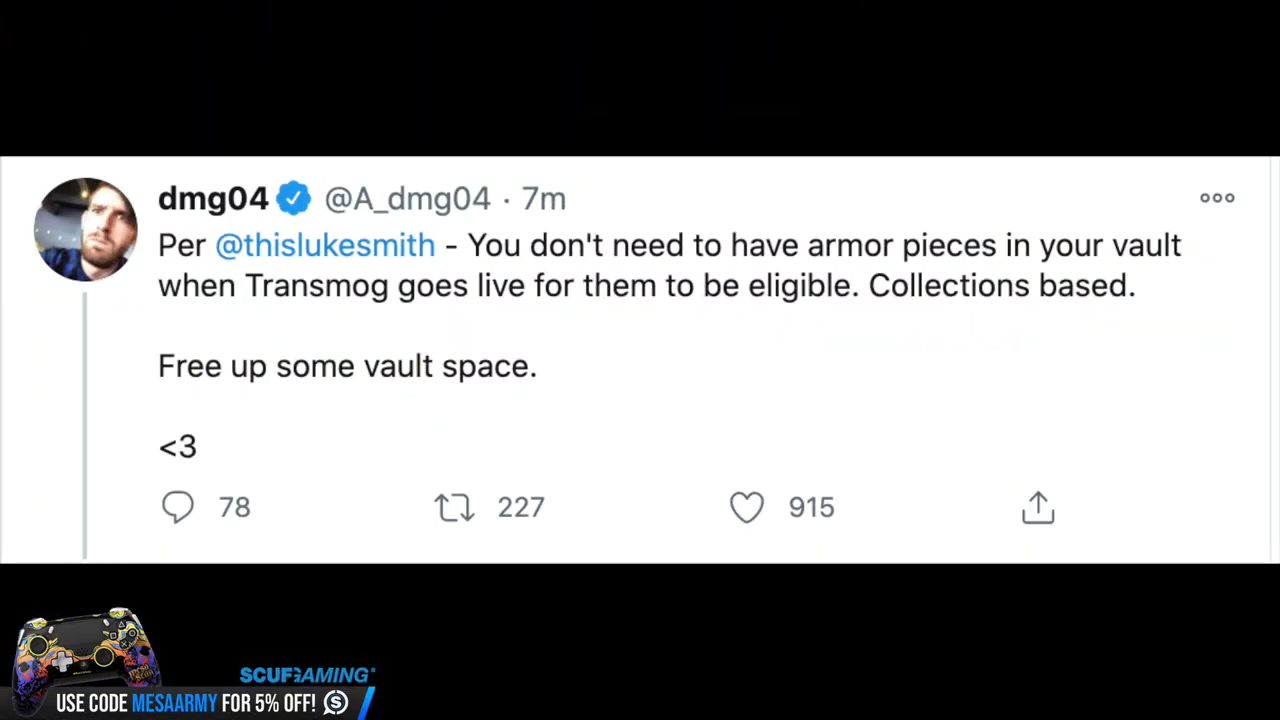 dmg04 @A_dmg04 · 7m
Per @thislukesmith - You don't need to have armor pieces in your vault
when Transmog goes live for them to be eligible. Collections based.
Free up some vault space.
<3
78 227 915
SCUFGAMING
USE CODE MESAARMY FOR 5% OFF!